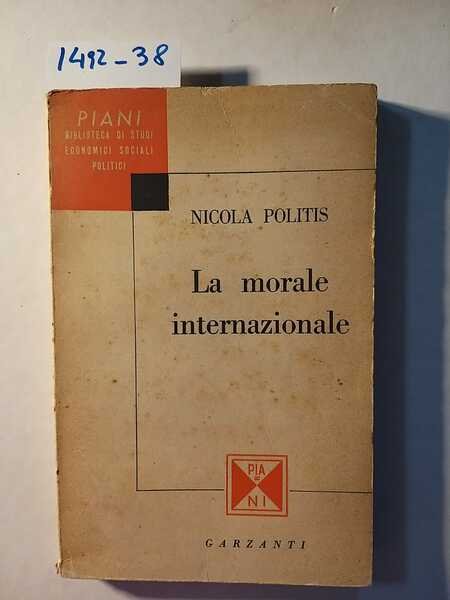 1492-38
PIANI
BIBLIOTECA DI STUDI
ECONOMICI SOCIALI
POLITICI
NICOLA POLITIS
La morale
internazionale
PIA
NI
GARZANTI